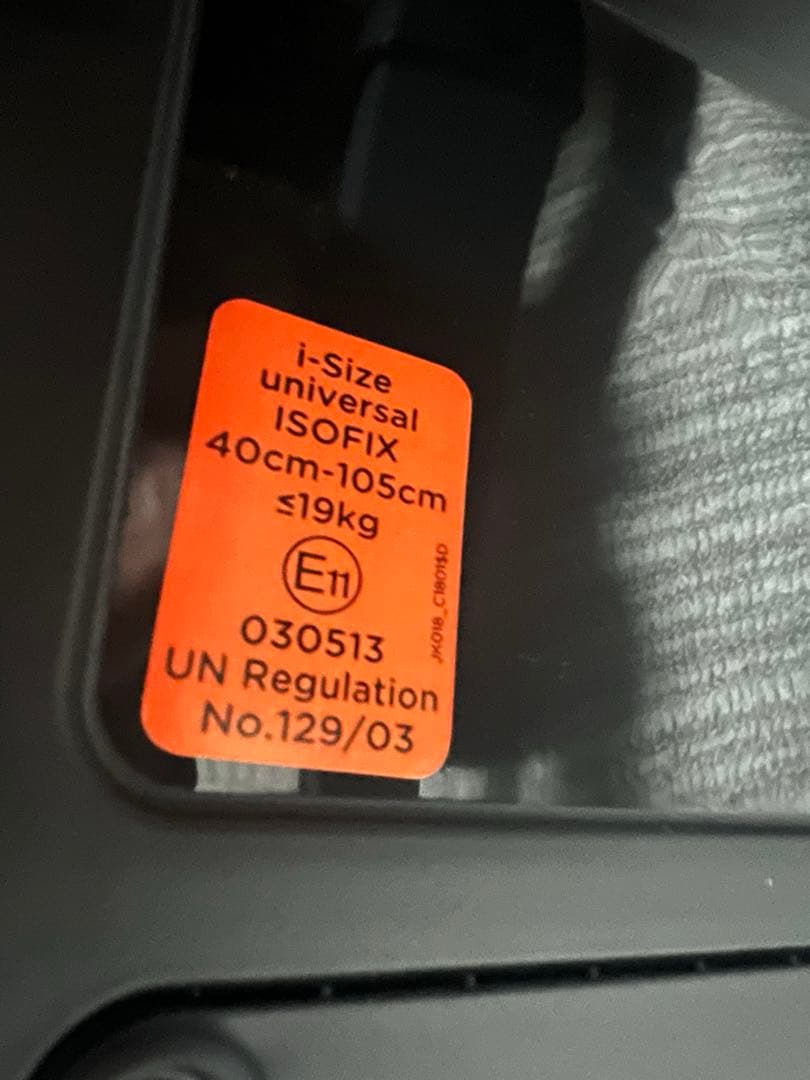 i-Size
universal
ISOFIX
40cm-105cm
≤19kg
E11
030513
UN Regulation
No.129/03